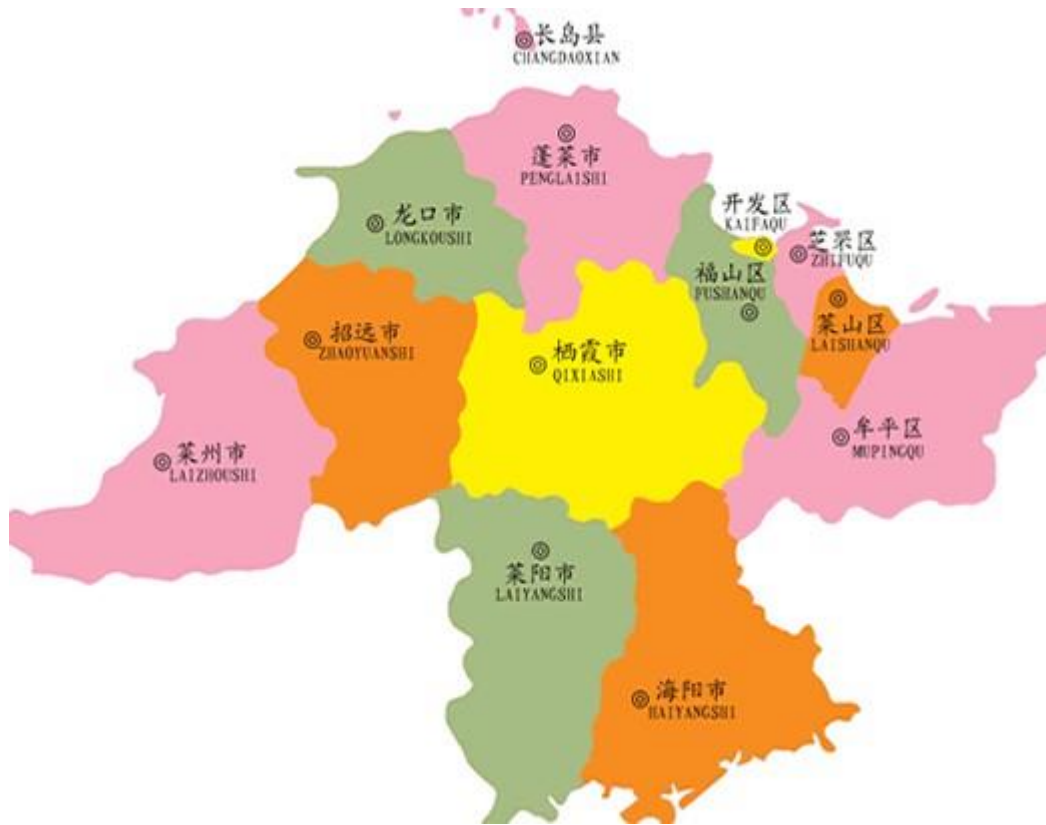 长岛县
CHANGDAOXIAN
蓬莱市
PENGLAISHI
龙口市
LONGKOUSHI
开发区
KAIFAQU
芝罘区
ZHIFUQU
福山区
FUSHANQU
莱山区
LAISHANQU
招远市
ZHAOYUANSHI
栖霞市
QIXIASHI
牟平区
MUPINGQU
莱州市
LAIZHOUSHI
莱阳市
LAIYANGSHI
海阳市
HAIYANGSHI